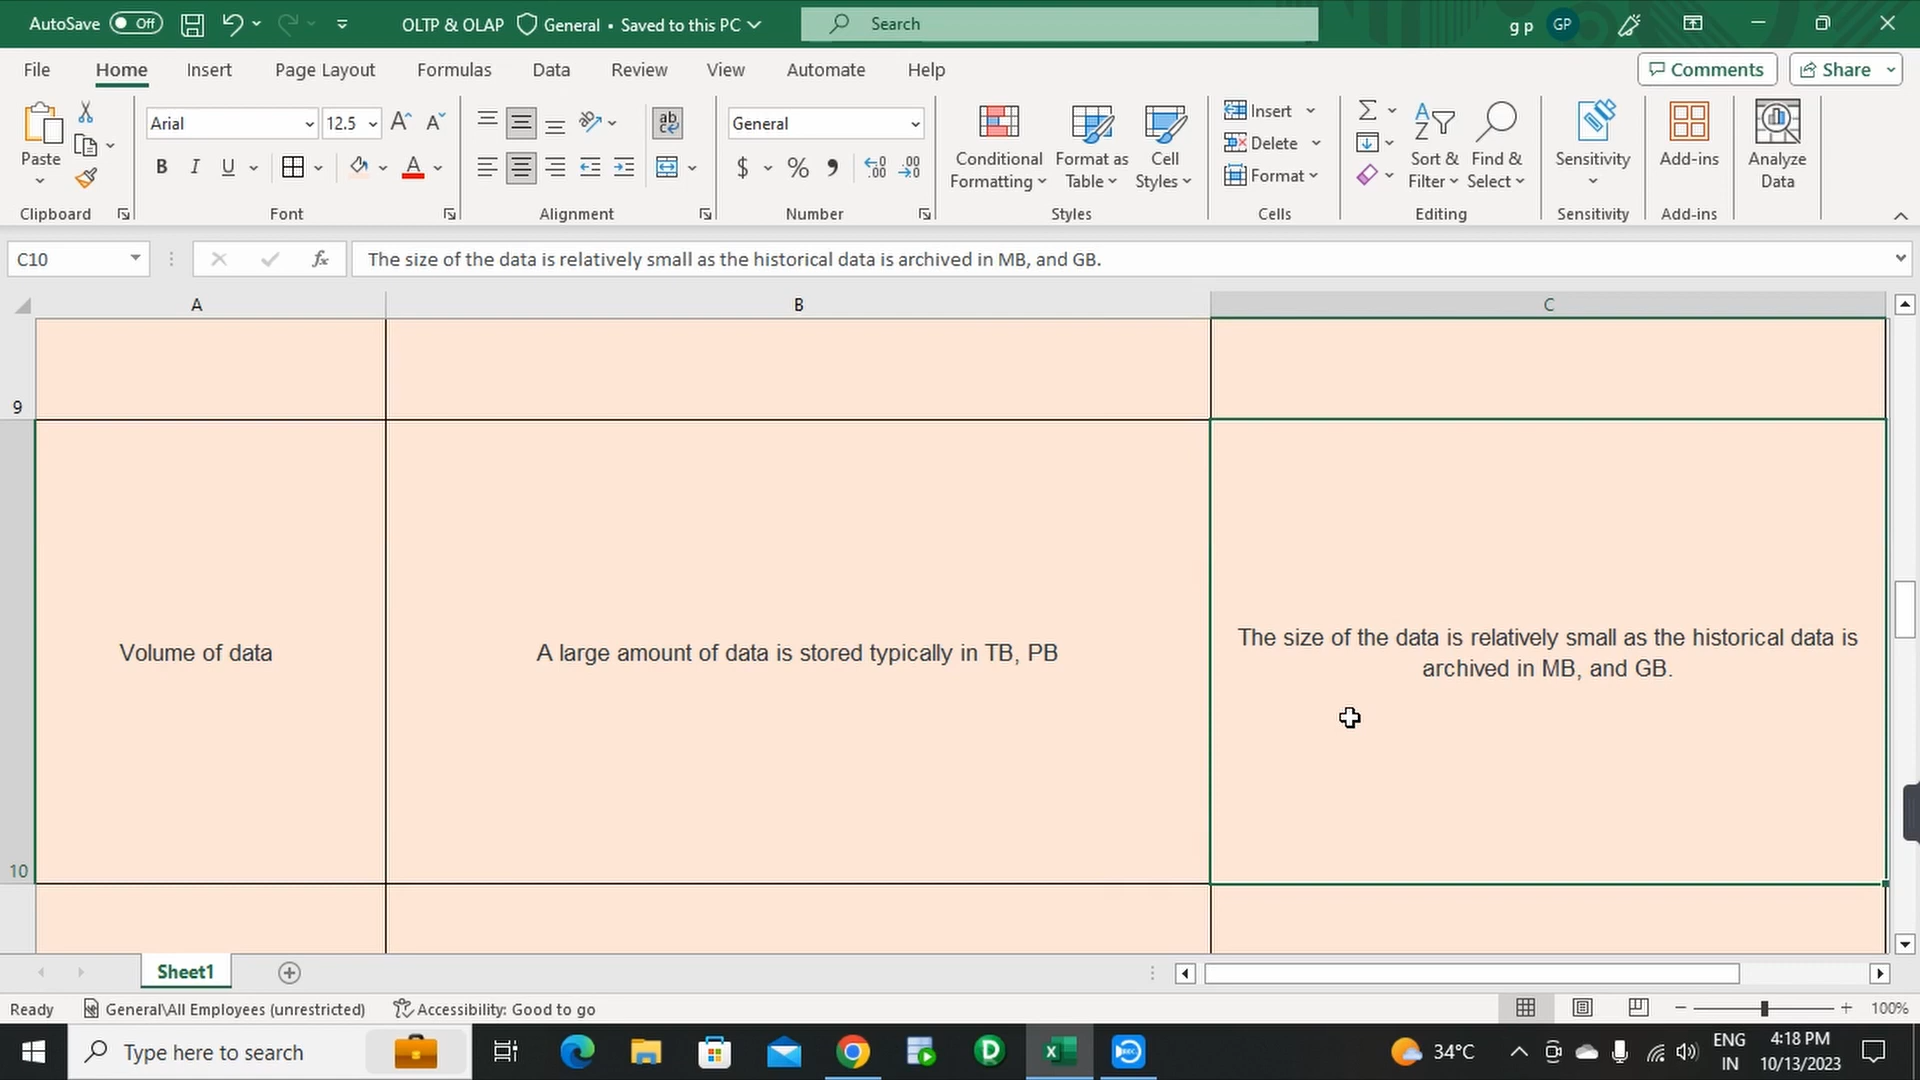 AutoSave Off OLTP & OLAP General • Saved to this PC Search g p GP
File Home Insert Page Layout Formulas Data Review View Automate Help Comments Share
Paste
Clipboard
Arial 12.5
B I U
Font
Alignment
General
$ % ,
Number
Conditional Formatting
Format as Table
Cell Styles
Styles
Insert
Delete
Format
Cells
Sort & Filter
Find & Select
Editing
Sensitivity
Sensitivity
Add-ins
Add-ins
Analyze Data
C10 fx The size of the data is relatively small as the historical data is archived in MB, and GB.
A B C
9
Volume of data
A large amount of data is stored typically in TB, PB
The size of the data is relatively small as the historical data is
archived in MB, and GB.
10
Sheet1
Ready General\All Employees (unrestricted) Accessibility: Good to go 100%
Type here to search
REC
34°C
ENG
IN
4:18 PM
10/13/2023